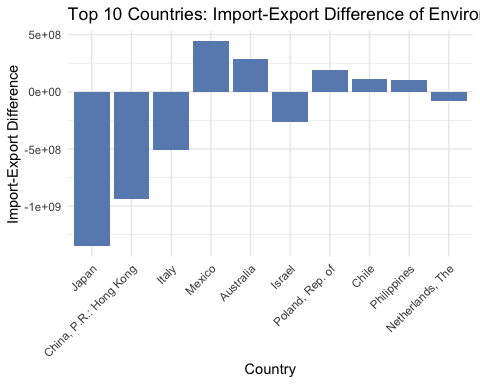 Top 10 Countries: Import-Export Difference of Enviro
5e+08
0e+00
-5e+08
-1e+09
Import-Export Difference
Japan
China, P.R.: Hong Kong
Italy
Mexico
Australia
Israel
Poland, Rep. of
Chile
Philippines
Netherlands, The
Country